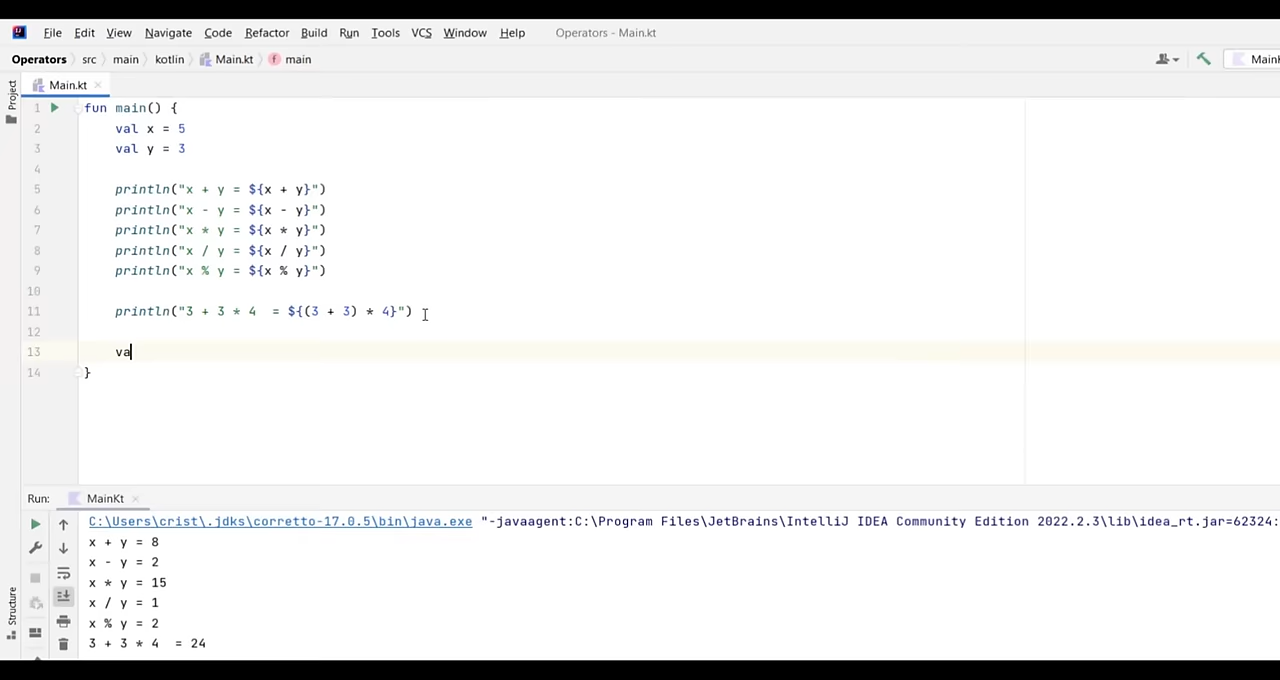 File Edit View Navigate Code Refactor Build Run Tools VCS Window Help Operators - Main.kt
Operators src main kotlin Main.kt f main Main
Project
Main.kt
1 fun main() {
2 val x = 5
3 val y = 3
4
5 println("x + y = ${x + y}")
6 println("x - y = ${x - y}")
7 println("x * y = ${x * y}")
8 println("x / y = ${x / y}")
9 println("x % y = ${x % y}")
10
11 println("3 + 3 * 4  = ${(3 + 3) * 4}")
12
13 va
14 }
Run: MainKt
C:\Users\crist\.jdks\corretto-17.0.5\bin\java.exe "-javaagent:C:\Program Files\JetBrains\IntelliJ IDEA Community Edition 2022.2.3\lib\idea_rt.jar=62324:
x + y = 8
x - y = 2
x * y = 15
x / y = 1
x % y = 2
3 + 3 * 4  = 24
Structure